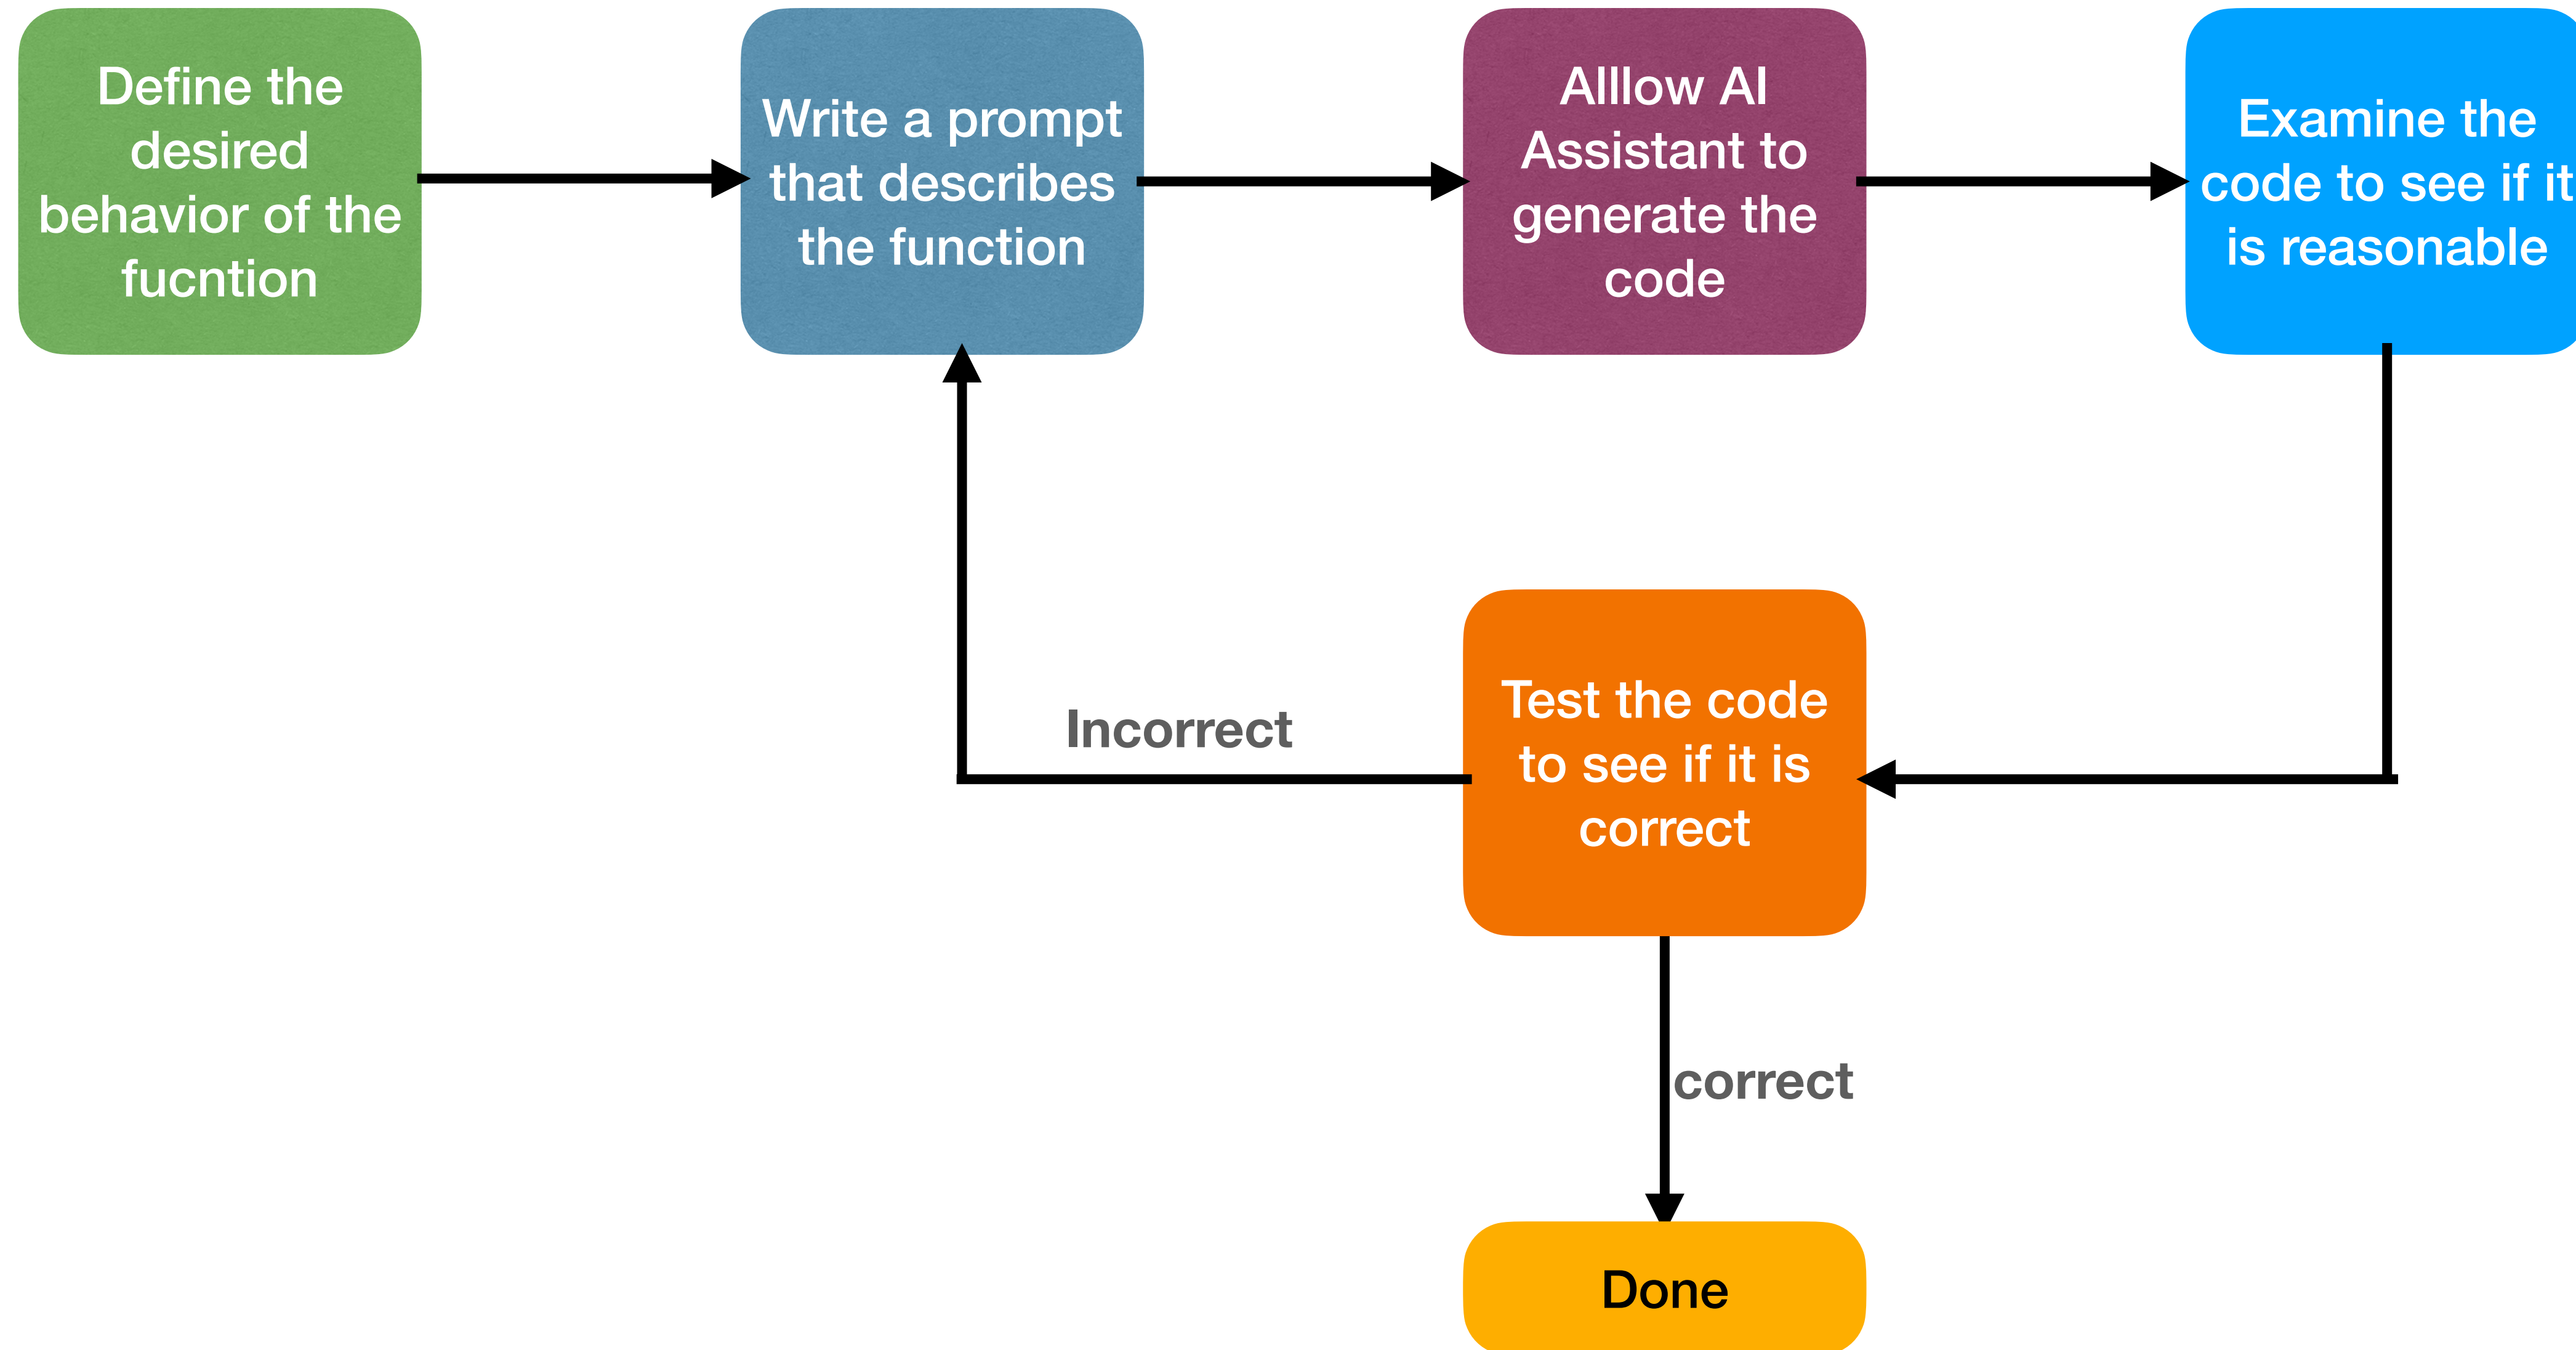 Define the
desired
behavior of the
fucntion
Write a prompt
that describes
the function
Alllow AI
Assistant to
generate the
code
Examine the
code to see if it
is reasonable
Incorrect
Test the code
to see if it is
correct
correct
Done